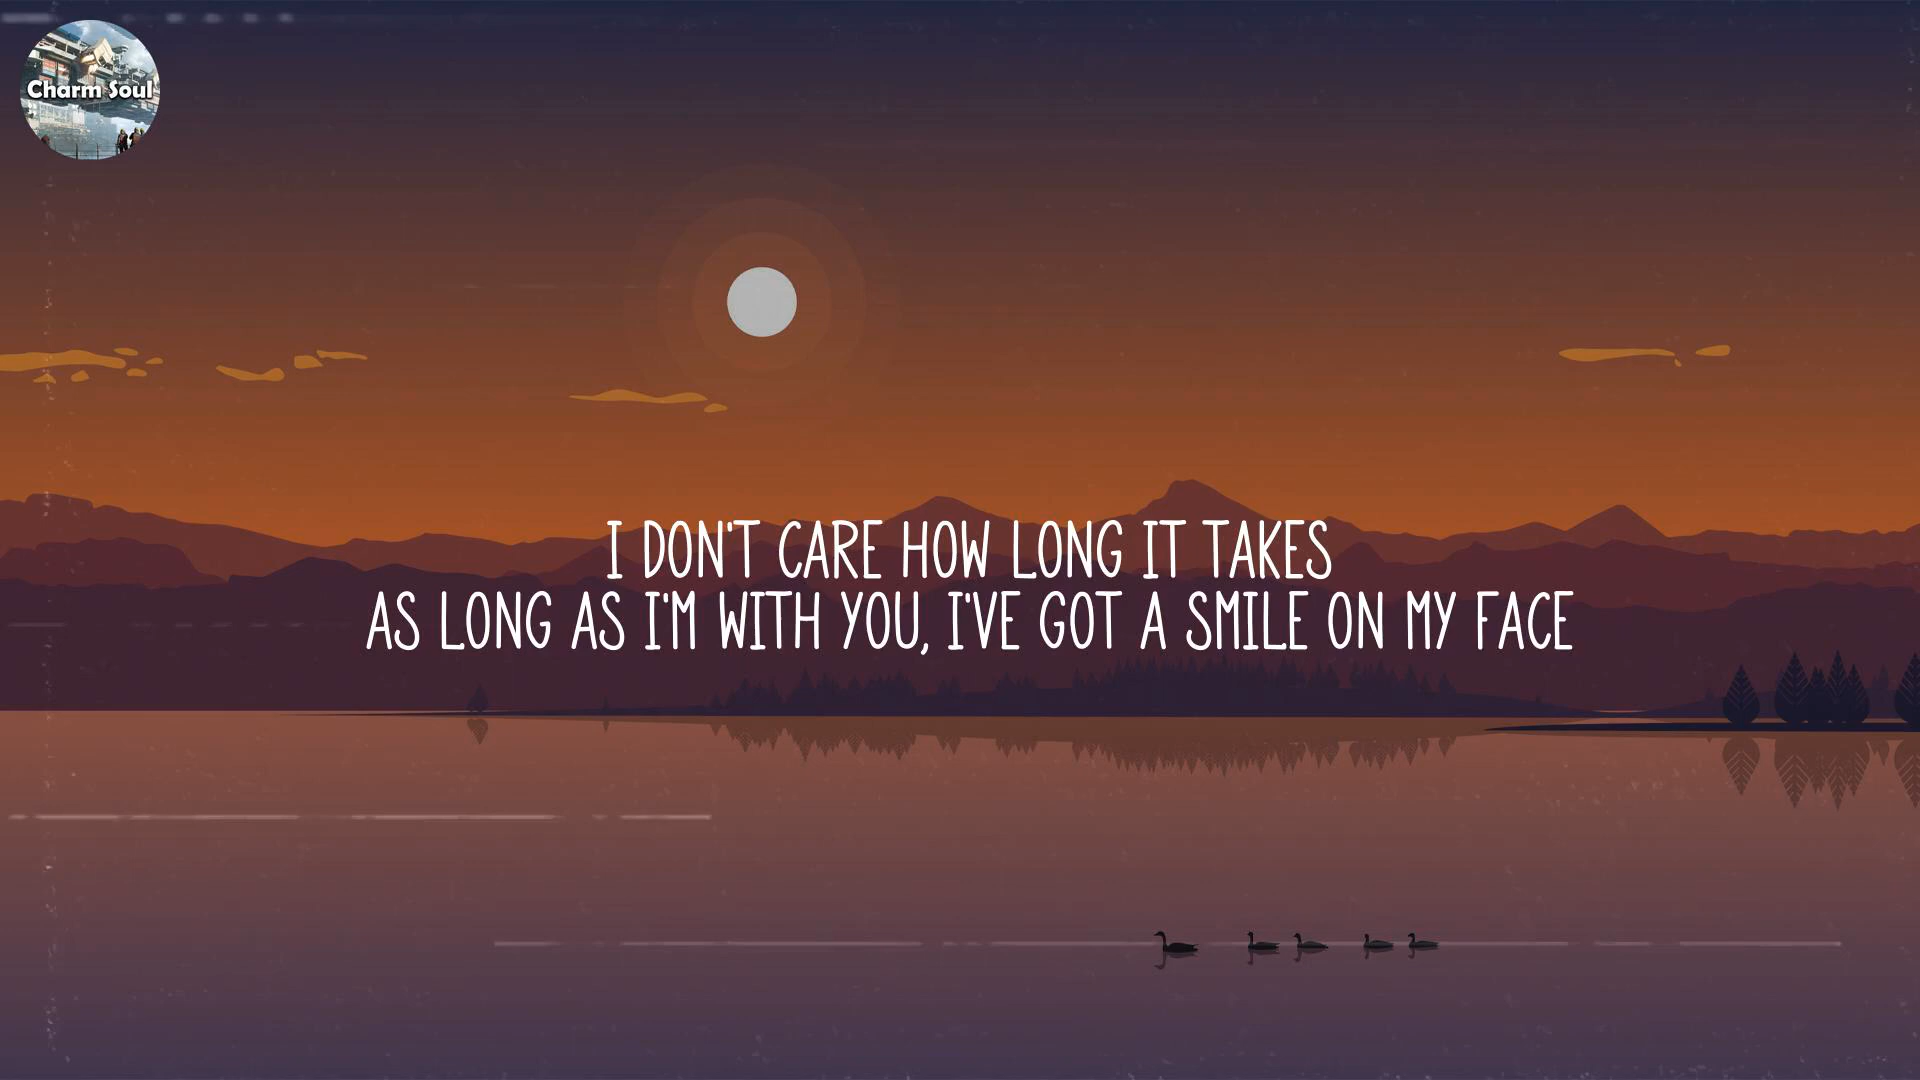 Charm Soul
I DON'T CARE HOW LONG IT TAKES
AS LONG AS I'M WITH YOU, I'VE GOT A SMILE ON MY FACE